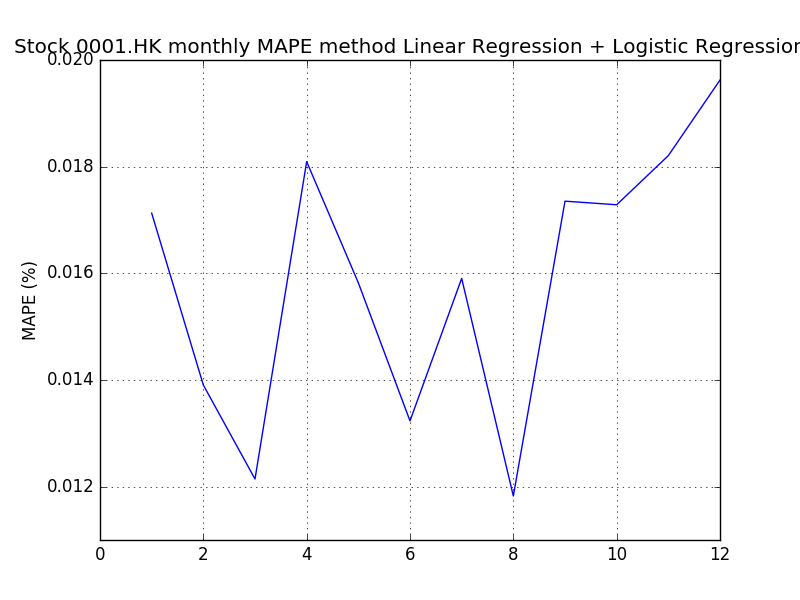 Stock 0001.HK monthly MAPE method Linear Regression + Logistic Regression
0.020
0.018
0.016
0.014
0.012
MAPE (%)
0 2 4 6 8 10 12